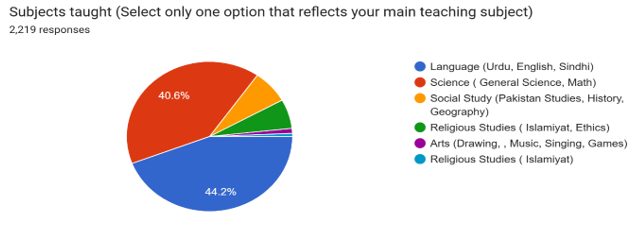 Subjects taught (Select only one option that reflects your main teaching subject)
2,219 responses
40.6%
44.2%
Language (Urdu, English, Sindhi)
Science ( General Science, Math)
Social Study (Pakistan Studies, History,
Geography)
Religious Studies ( Islamiyat, Ethics)
Arts (Drawing, , Music, Singing, Games)
Religious Studies ( Islamiyat)